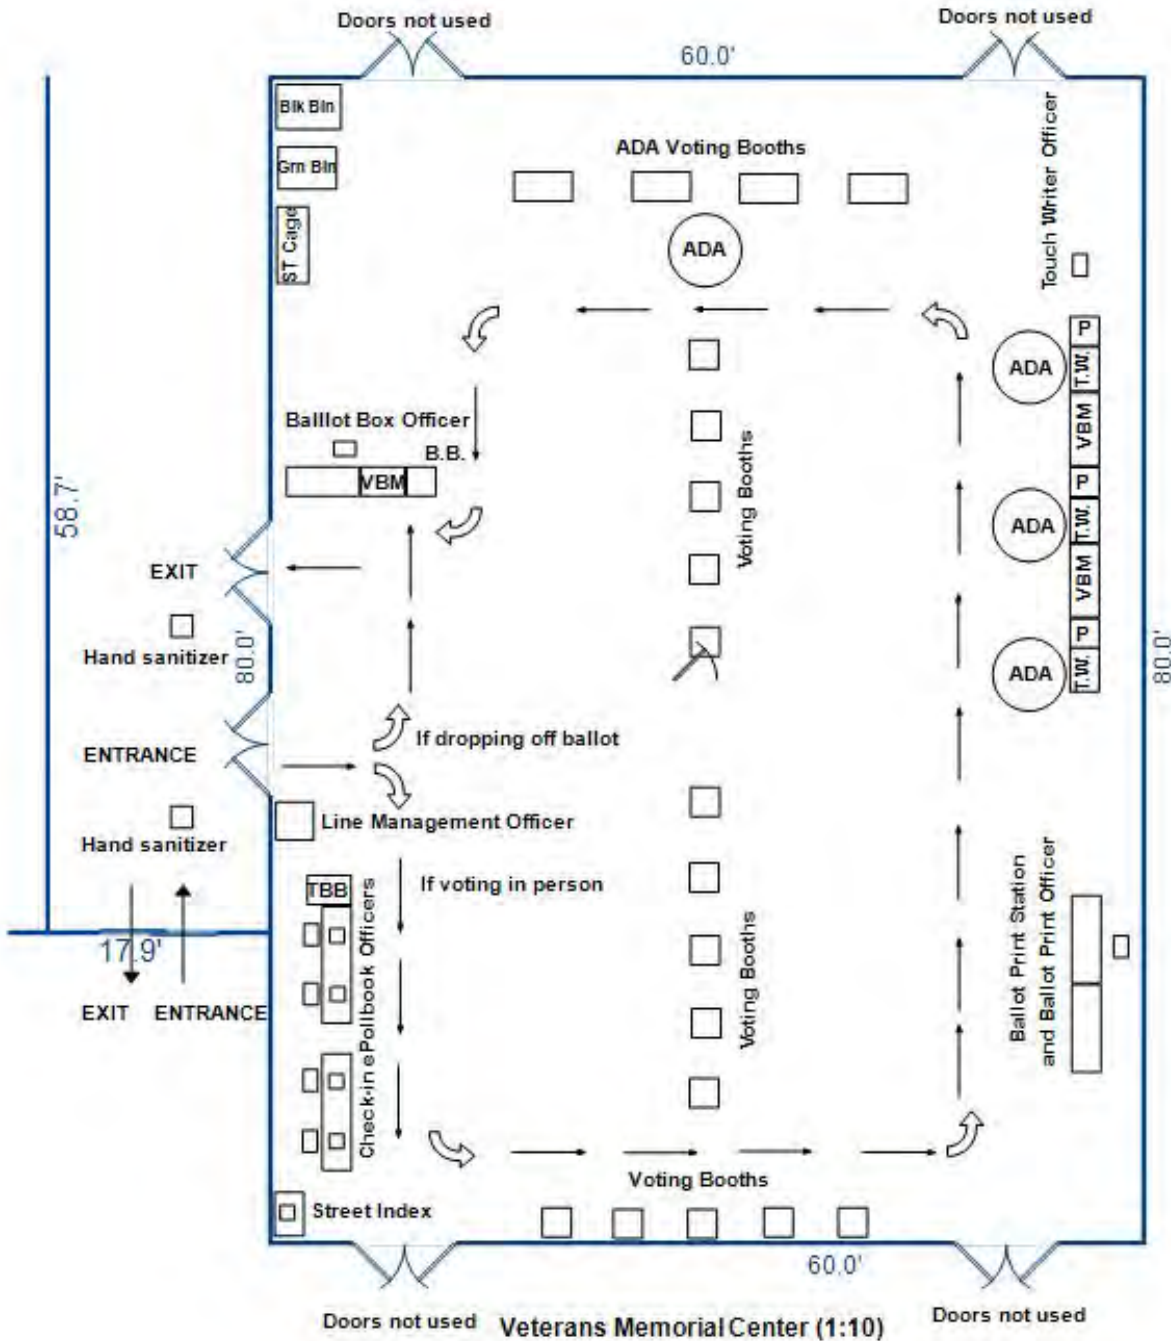 Doors not used
Doors not used
60.0'
Blk Bln
Grn Bln
ST Cage
ADA Voting Booths
ADA
Touch Writer Officer
P
T.W.
ADA
VBM
P
T.W.
ADA
VBM
P
T.W.
ADA
Balllot Box Officer
B.B.
VBM
Voting Booths
58.7'
EXIT
Hand sanitizer
80.0'
80.0'
ENTRANCE
Hand sanitizer
If dropping off ballot
Line Management Officer
If voting in person
TBB
Check-in ePollbook Officers
Voting Booths
Ballot Print Station
and Ballot Print Officer
17.9'
EXIT
ENTRANCE
Voting Booths
Street Index
60.0'
Doors not used
Doors not used
Veterans Memorial Center (1:10)